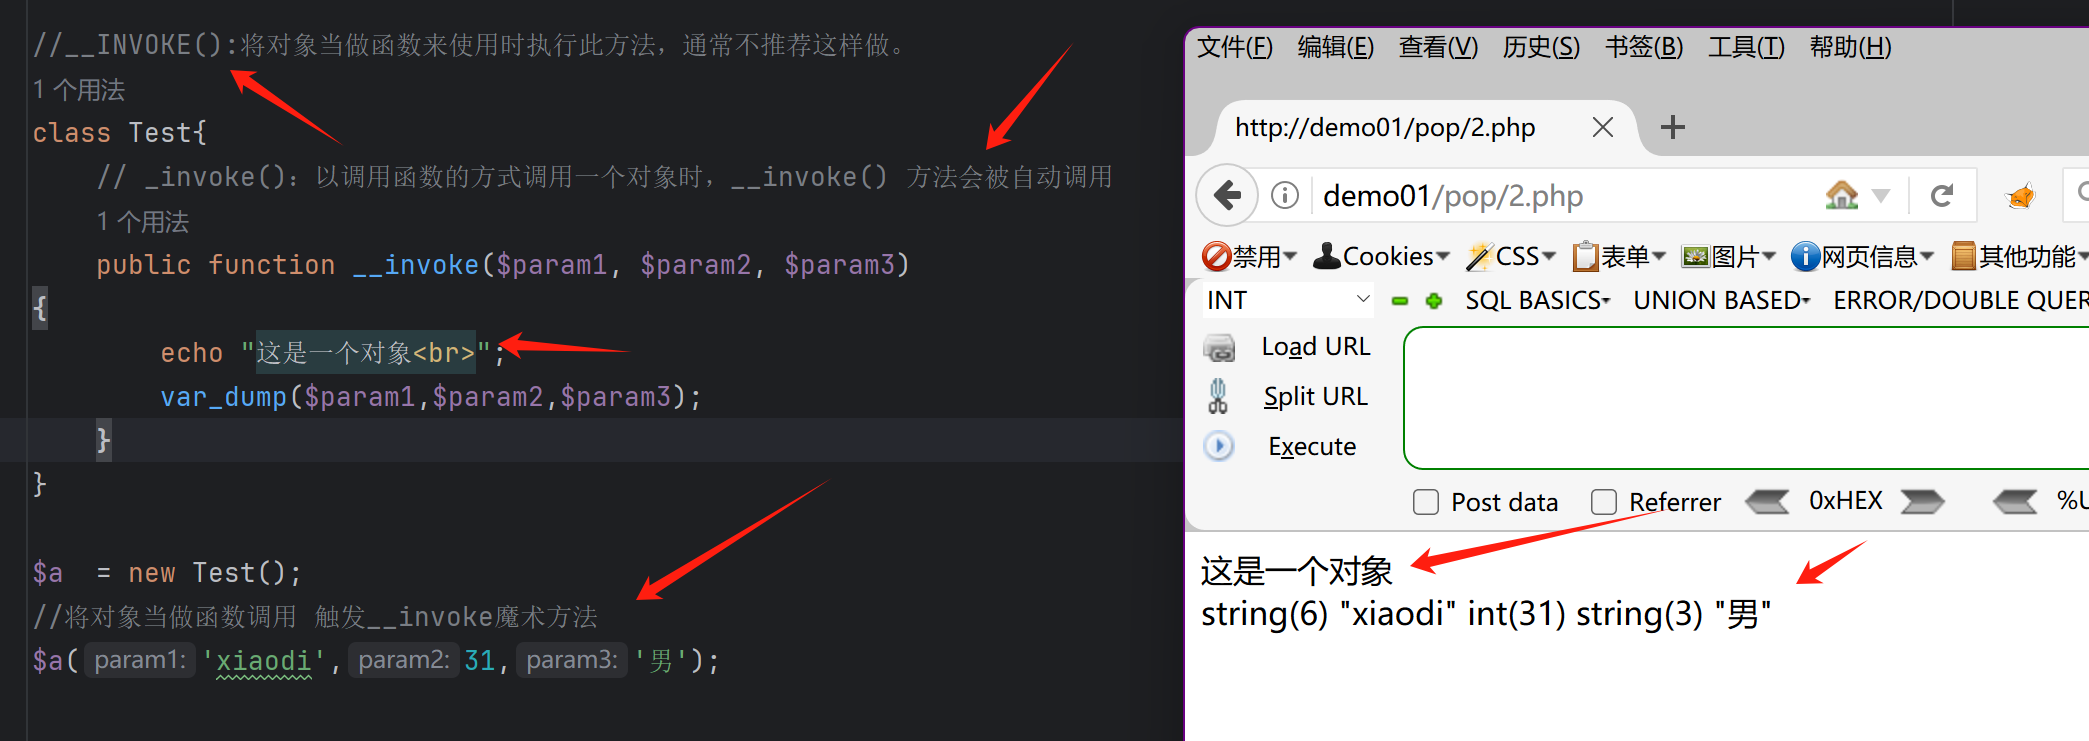 //__INVOKE():将对象当做函数来使用时执行此方法，通常不推荐这样做。
1 个用法
class Test{
// _invoke()：以调用函数的方式调用一个对象时，__invoke() 方法会被自动调用
1 个用法
public function __invoke($param1, $param2, $param3)
{
echo "这是一个对象<br>";
var_dump($param1,$param2,$param3);
}
}
$a  = new Test();
//将对象当做函数调用 触发__invoke魔术方法
$a( param1: 'xiaodi', param2: 31, param3: '男');
文件(F) 编辑(E) 查看(V) 历史(S) 书签(B) 工具(T) 帮助(H)
http://demo01/pop/2.php
demo01/pop/2.php
禁用 Cookies CSS 表单 图片 网页信息 其他功能
INT SQL BASICS UNION BASED ERROR/DOUBLE QUER
Load URL
Split URL
Execute
Post data Referrer 0xHEX %U
这是一个对象
string(6) "xiaodi" int(31) string(3) "男"